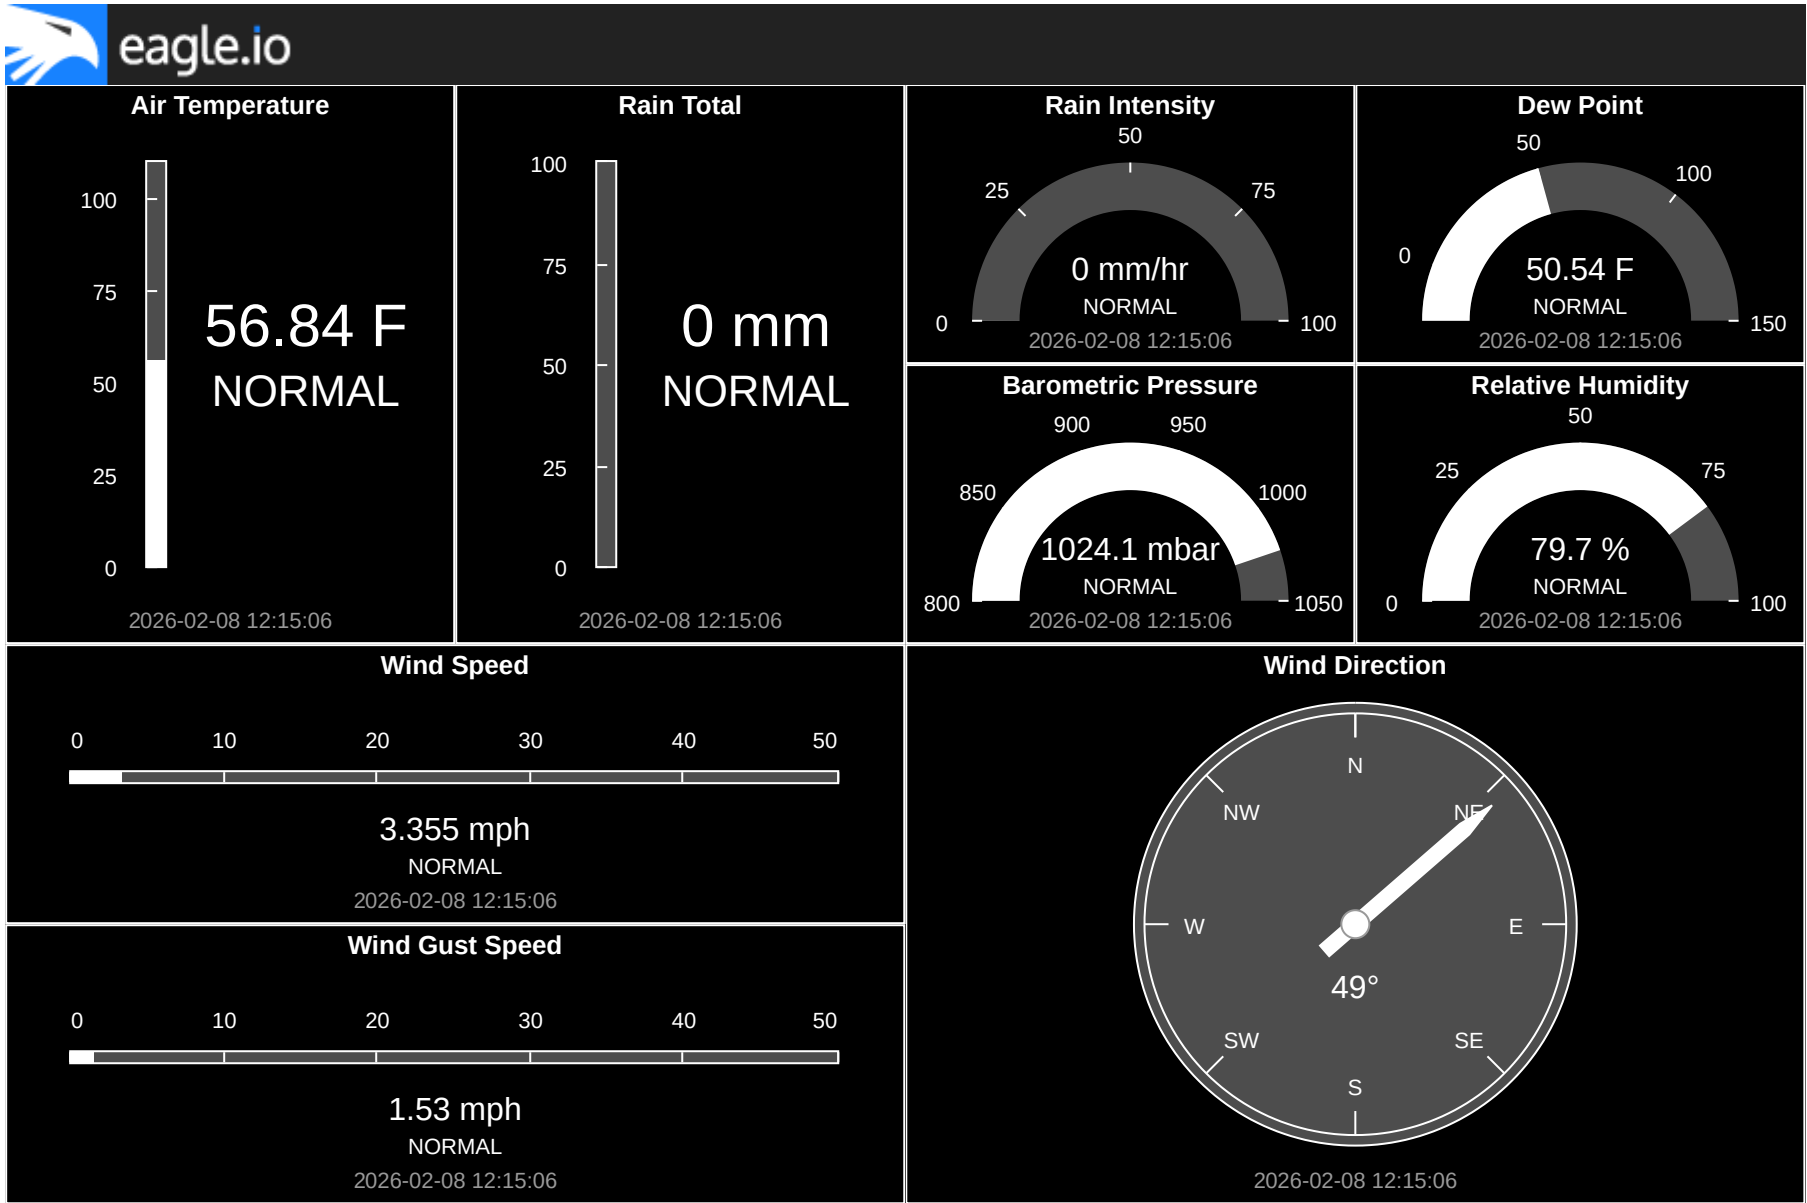 eagle.io
Air Temperature
100
75
50
25
0
56.84 F
NORMAL
2026-02-08 12:15:06
Rain Total
100
75
50
25
0
0 mm
NORMAL
2026-02-08 12:15:06
Rain Intensity
50
25
75
0
100
0 mm/hr
NORMAL
2026-02-08 12:15:06
Dew Point
50
100
0
150
50.54 F
NORMAL
2026-02-08 12:15:06
Barometric Pressure
900
950
850
1000
800
1050
1024.1 mbar
NORMAL
2026-02-08 12:15:06
Relative Humidity
50
25
75
0
100
79.7 %
NORMAL
2026-02-08 12:15:06
Wind Speed
0 10 20 30 40 50
3.355 mph
NORMAL
2026-02-08 12:15:06
Wind Gust Speed
0 10 20 30 40 50
1.53 mph
NORMAL
2026-02-08 12:15:06
Wind Direction
N
NW
NE
W
E
49°
SW
SE
S
2026-02-08 12:15:06